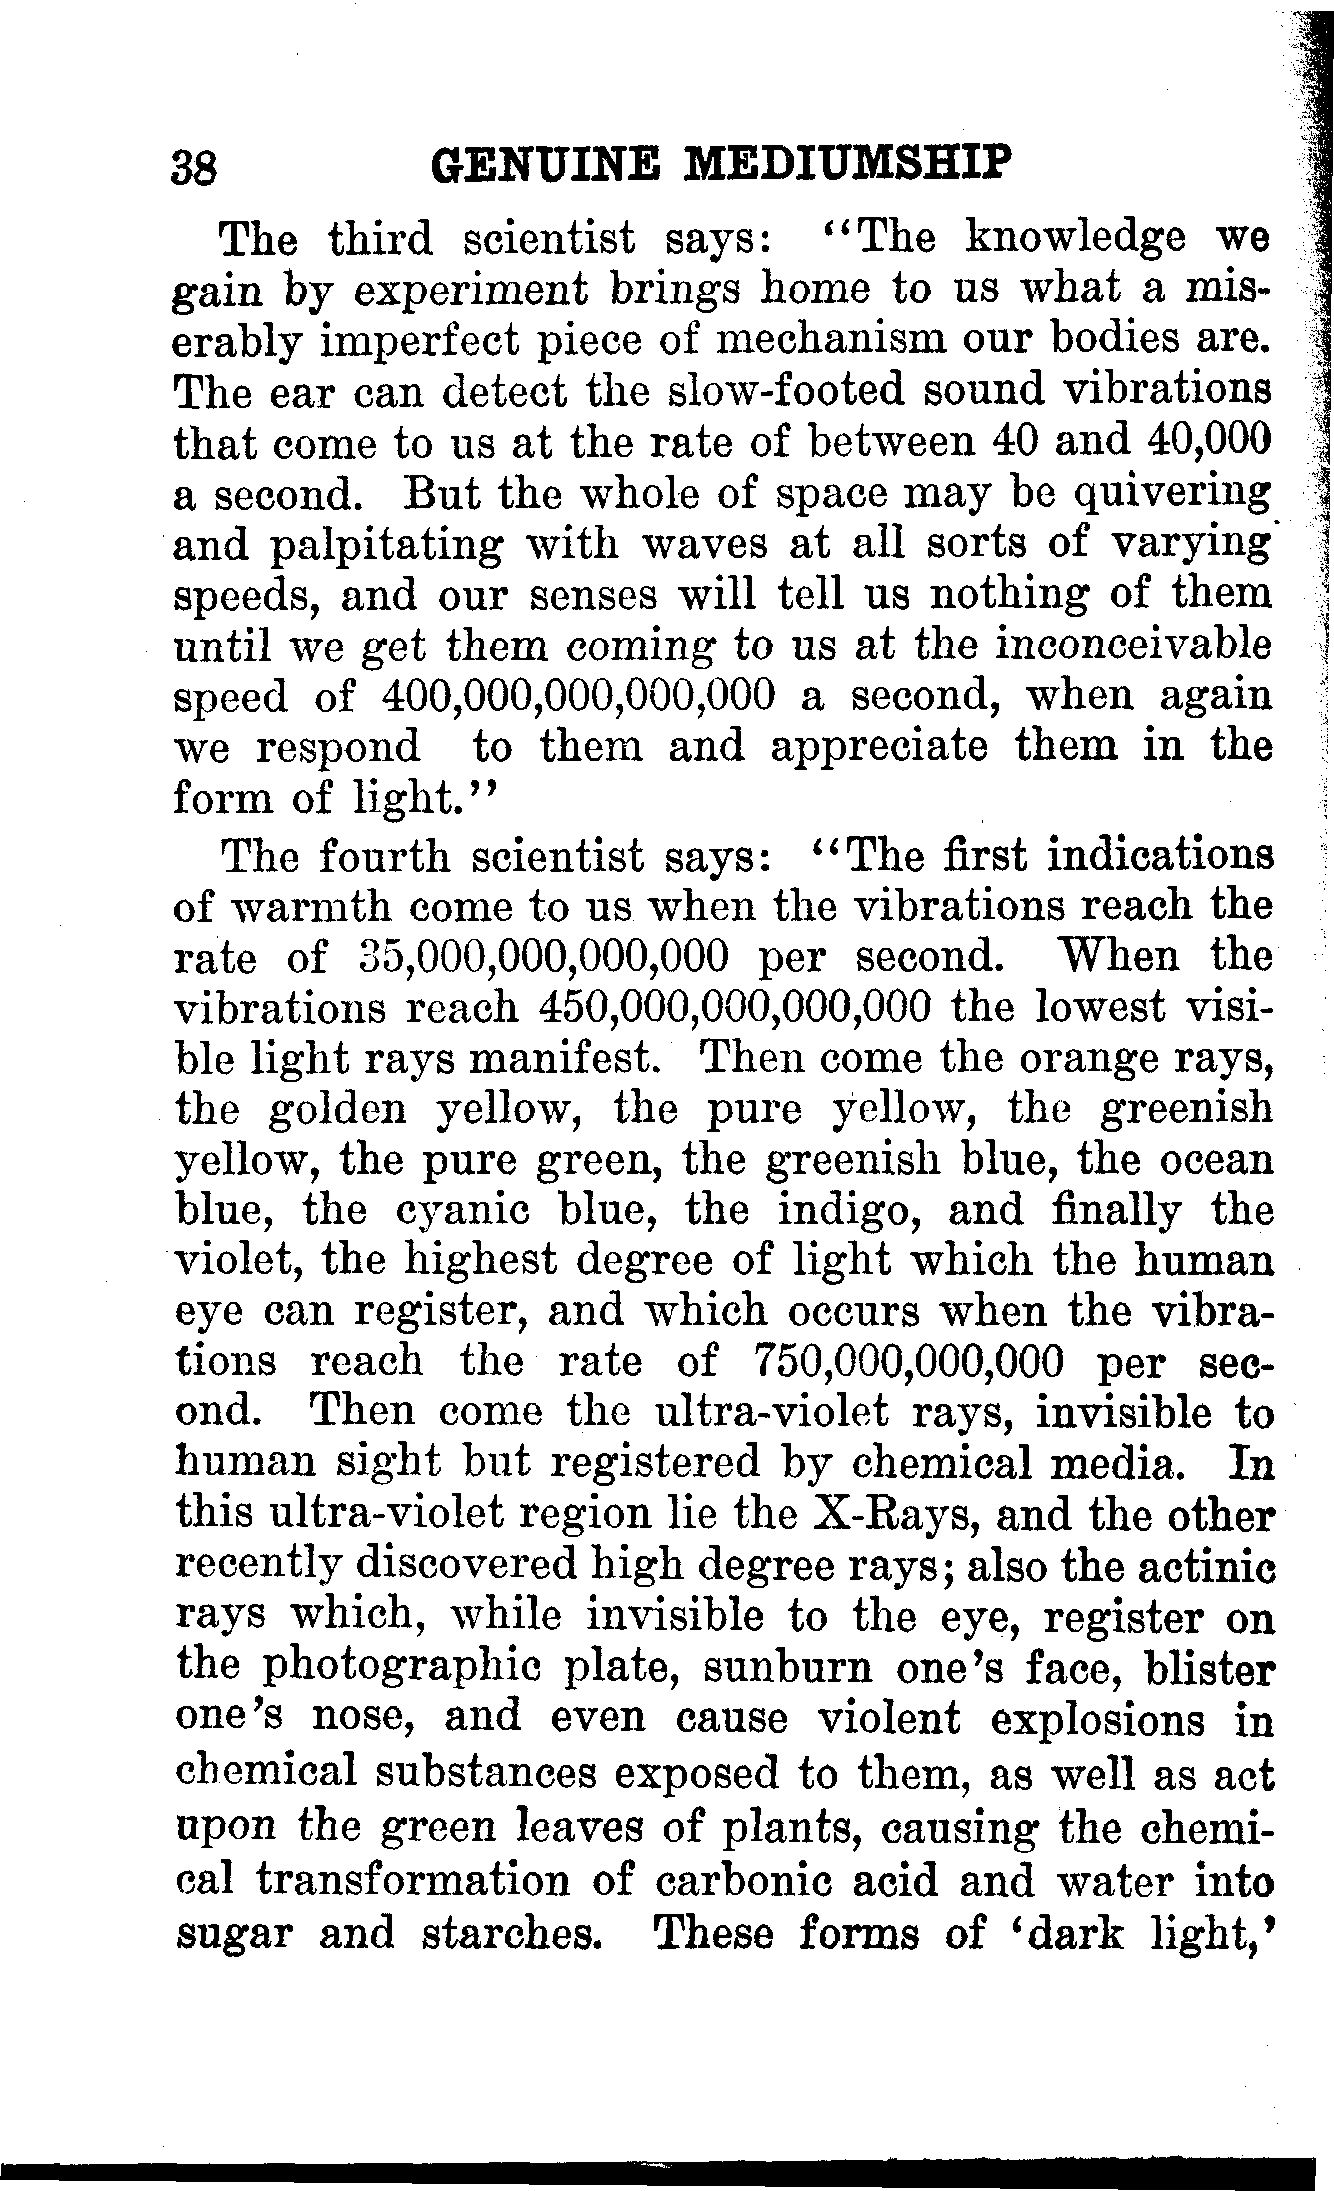 38 GENUINE MEDIUMSHIP
The third scientist says: "The knowledge we
gain by experiment brings home to us what a mis-
erably imperfect piece of mechanism our bodies are.
The ear can detect the slow-footed sound vibrations
that come to us at the rate of between 40 and 40,000
a second. But the whole of space may be quivering
and palpitating with waves at all sorts of varying
speeds, and our senses will tell us nothing of them
until we get them coming to us at the inconceivable
speed of 400,000,000,000,000 a second, when again
we respond to them and appreciate them in the
form of light."
The fourth scientist says: "The first indications
of warmth come to us when the vibrations reach the
rate of 35,000,000,000,000 per second. When the
vibrations reach 450,000,000,000,000 the lowest visi-
ble light rays manifest. Then come the orange rays,
the golden yellow, the pure yellow, the greenish
yellow, the pure green, the greenish blue, the ocean
blue, the cyanic blue, the indigo, and finally the
violet, the highest degree of light which the human
eye can register, and which occurs when the vibra-
tions reach the rate of 750,000,000,000 per sec-
ond. Then come the ultra-violet rays, invisible to
human sight but registered by chemical media. In
this ultra-violet region lie the X-Rays, and the other
recently discovered high degree rays; also the actinic
rays which, while invisible to the eye, register on
the photographic plate, sunburn one's face, blister
one's nose, and even cause violent explosions in
chemical substances exposed to them, as well as act
upon the green leaves of plants, causing the chemi-
cal transformation of carbonic acid and water into
sugar and starches. These forms of 'dark light,'